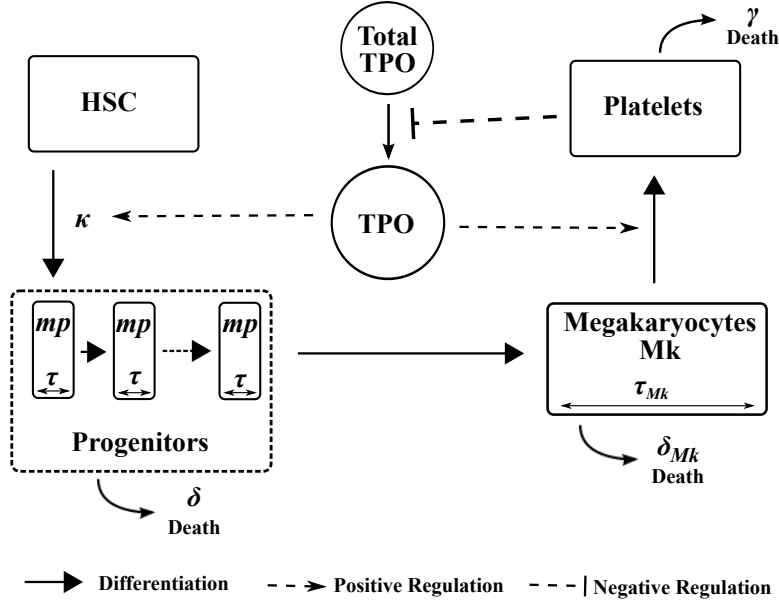 Total
TPO
γ
Death
HSC
Platelets
κ
TPO
mp
mp
mp
τ
τ
τ
Progenitors
Megakaryocytes
Mk
τMk
δ
Death
δMk
Death
Differentiation
Positive Regulation
Negative Regulation